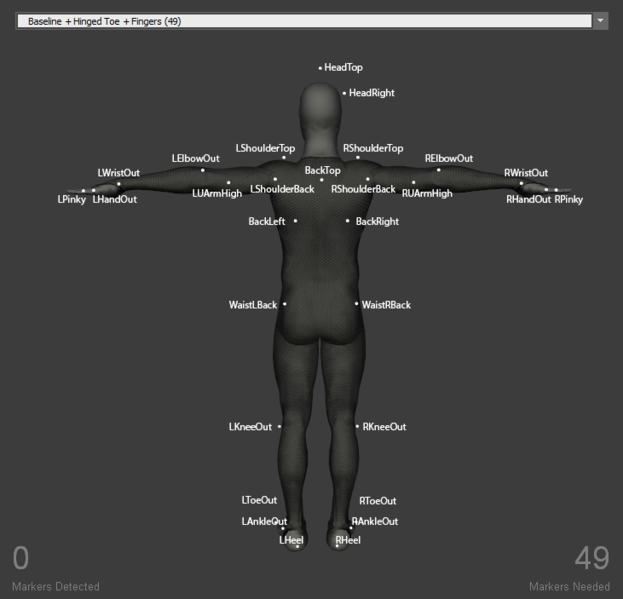 Baseline + Hinged Toe + Fingers (49)
HeadTop
HeadRight
LShoulderTop RShoulderTop
LElbowOut RElbowOut
LWristOut BackTop RWristOut
LUArmHigh LShoulderBack RShoulderBack RUArmHigh
LPinky LHandOut RHandOut RPinky
BackLeft BackRight
WaistLBack WaistRBack
LKneeOut RKneeOut
LToeOut RToeOut
LAnkleOut RAnkleOut
LHeel RHeel
0 49
Markers Detected Markers Needed